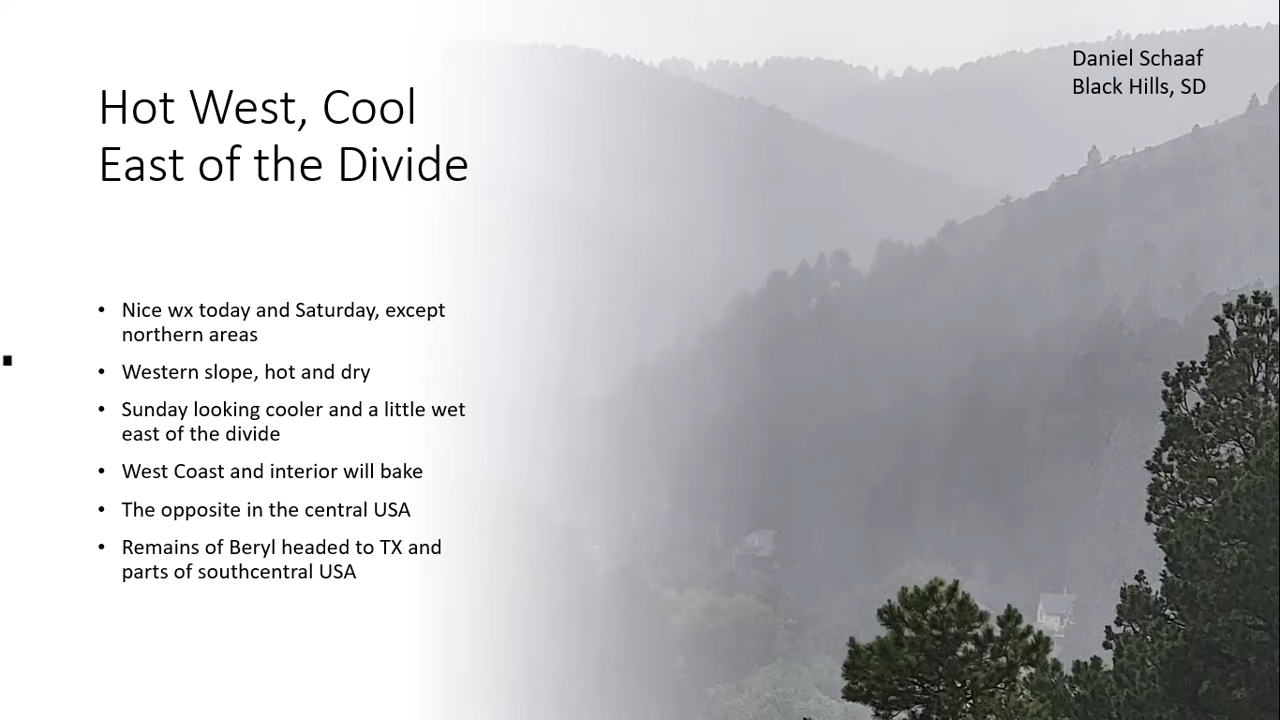 Daniel Schaaf
Black Hills, SD
Hot West, Cool
East of the Divide
• Nice wx today and Saturday, except
northern areas
• Western slope, hot and dry
• Sunday looking cooler and a little wet
east of the divide
• West Coast and interior will bake
• The opposite in the central USA
• Remains of Beryl headed to TX and
parts of southcentral USA